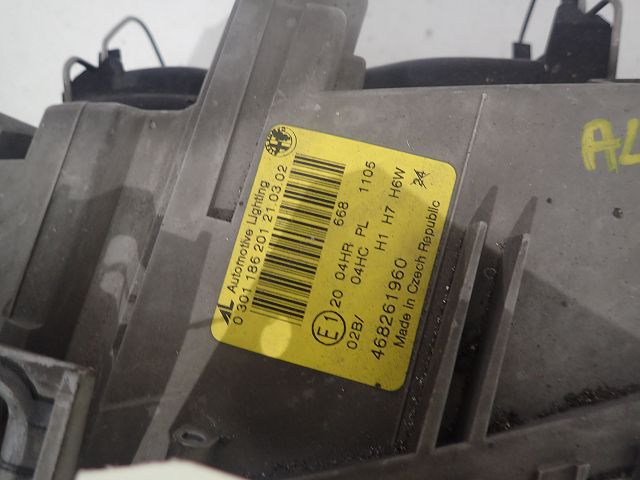 AL Automotive Lighting
0 301 186 201 21.03.02
668 1105
E1 20 04HR PL H1 H7 H6W 24
02B/ 04HC
468261960
Made in Czech Republic
AL